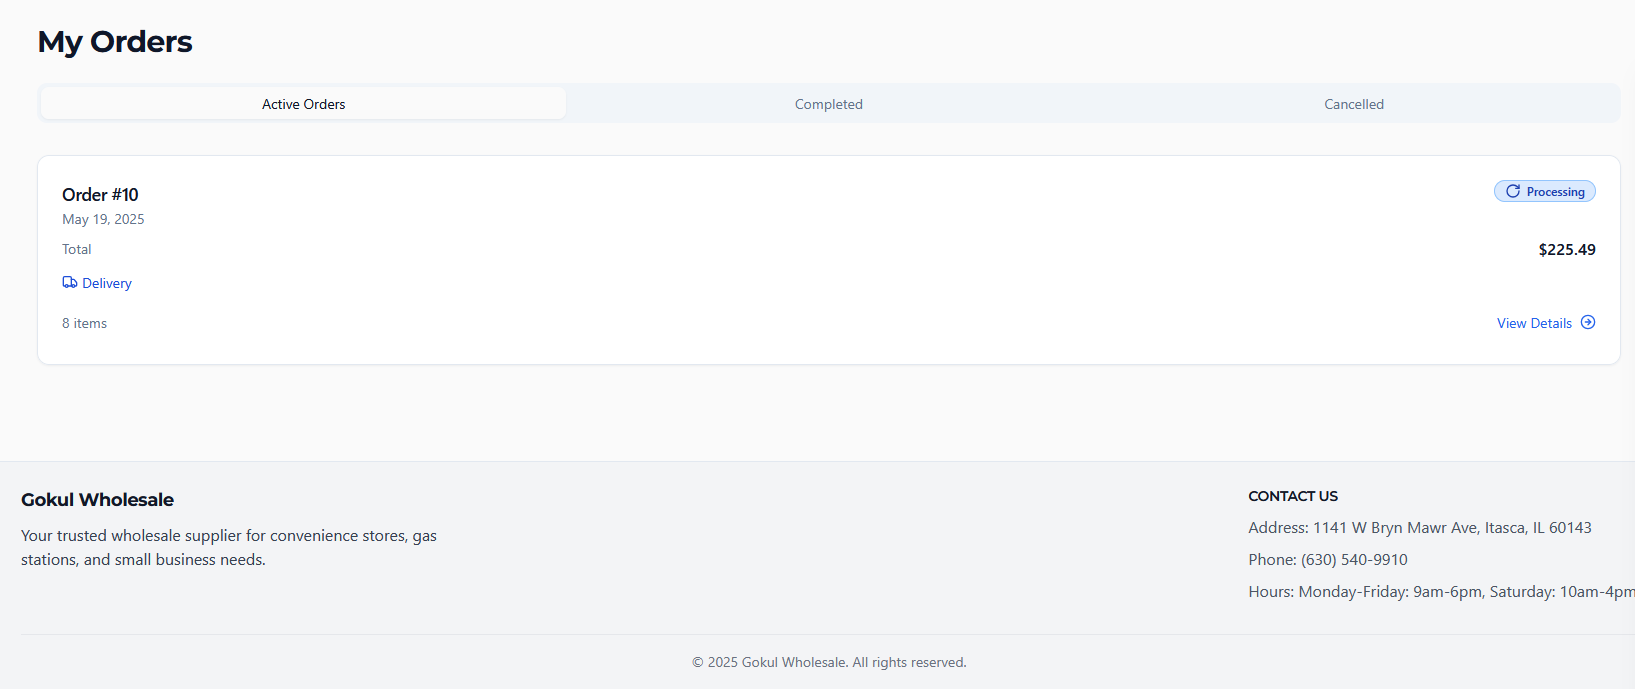 My Orders
Active Orders
Completed
Cancelled
Order #10
Processing
May 19, 2025
Total
$225.49
Delivery
8 items
View Details
Gokul Wholesale
Your trusted wholesale supplier for convenience stores, gas
stations, and small business needs.
CONTACT US
Address: 1141 W Bryn Mawr Ave, Itasca, IL 60143
Phone: (630) 540-9910
Hours: Monday-Friday: 9am-6pm, Saturday: 10am-4pm
© 2025 Gokul Wholesale. All rights reserved.